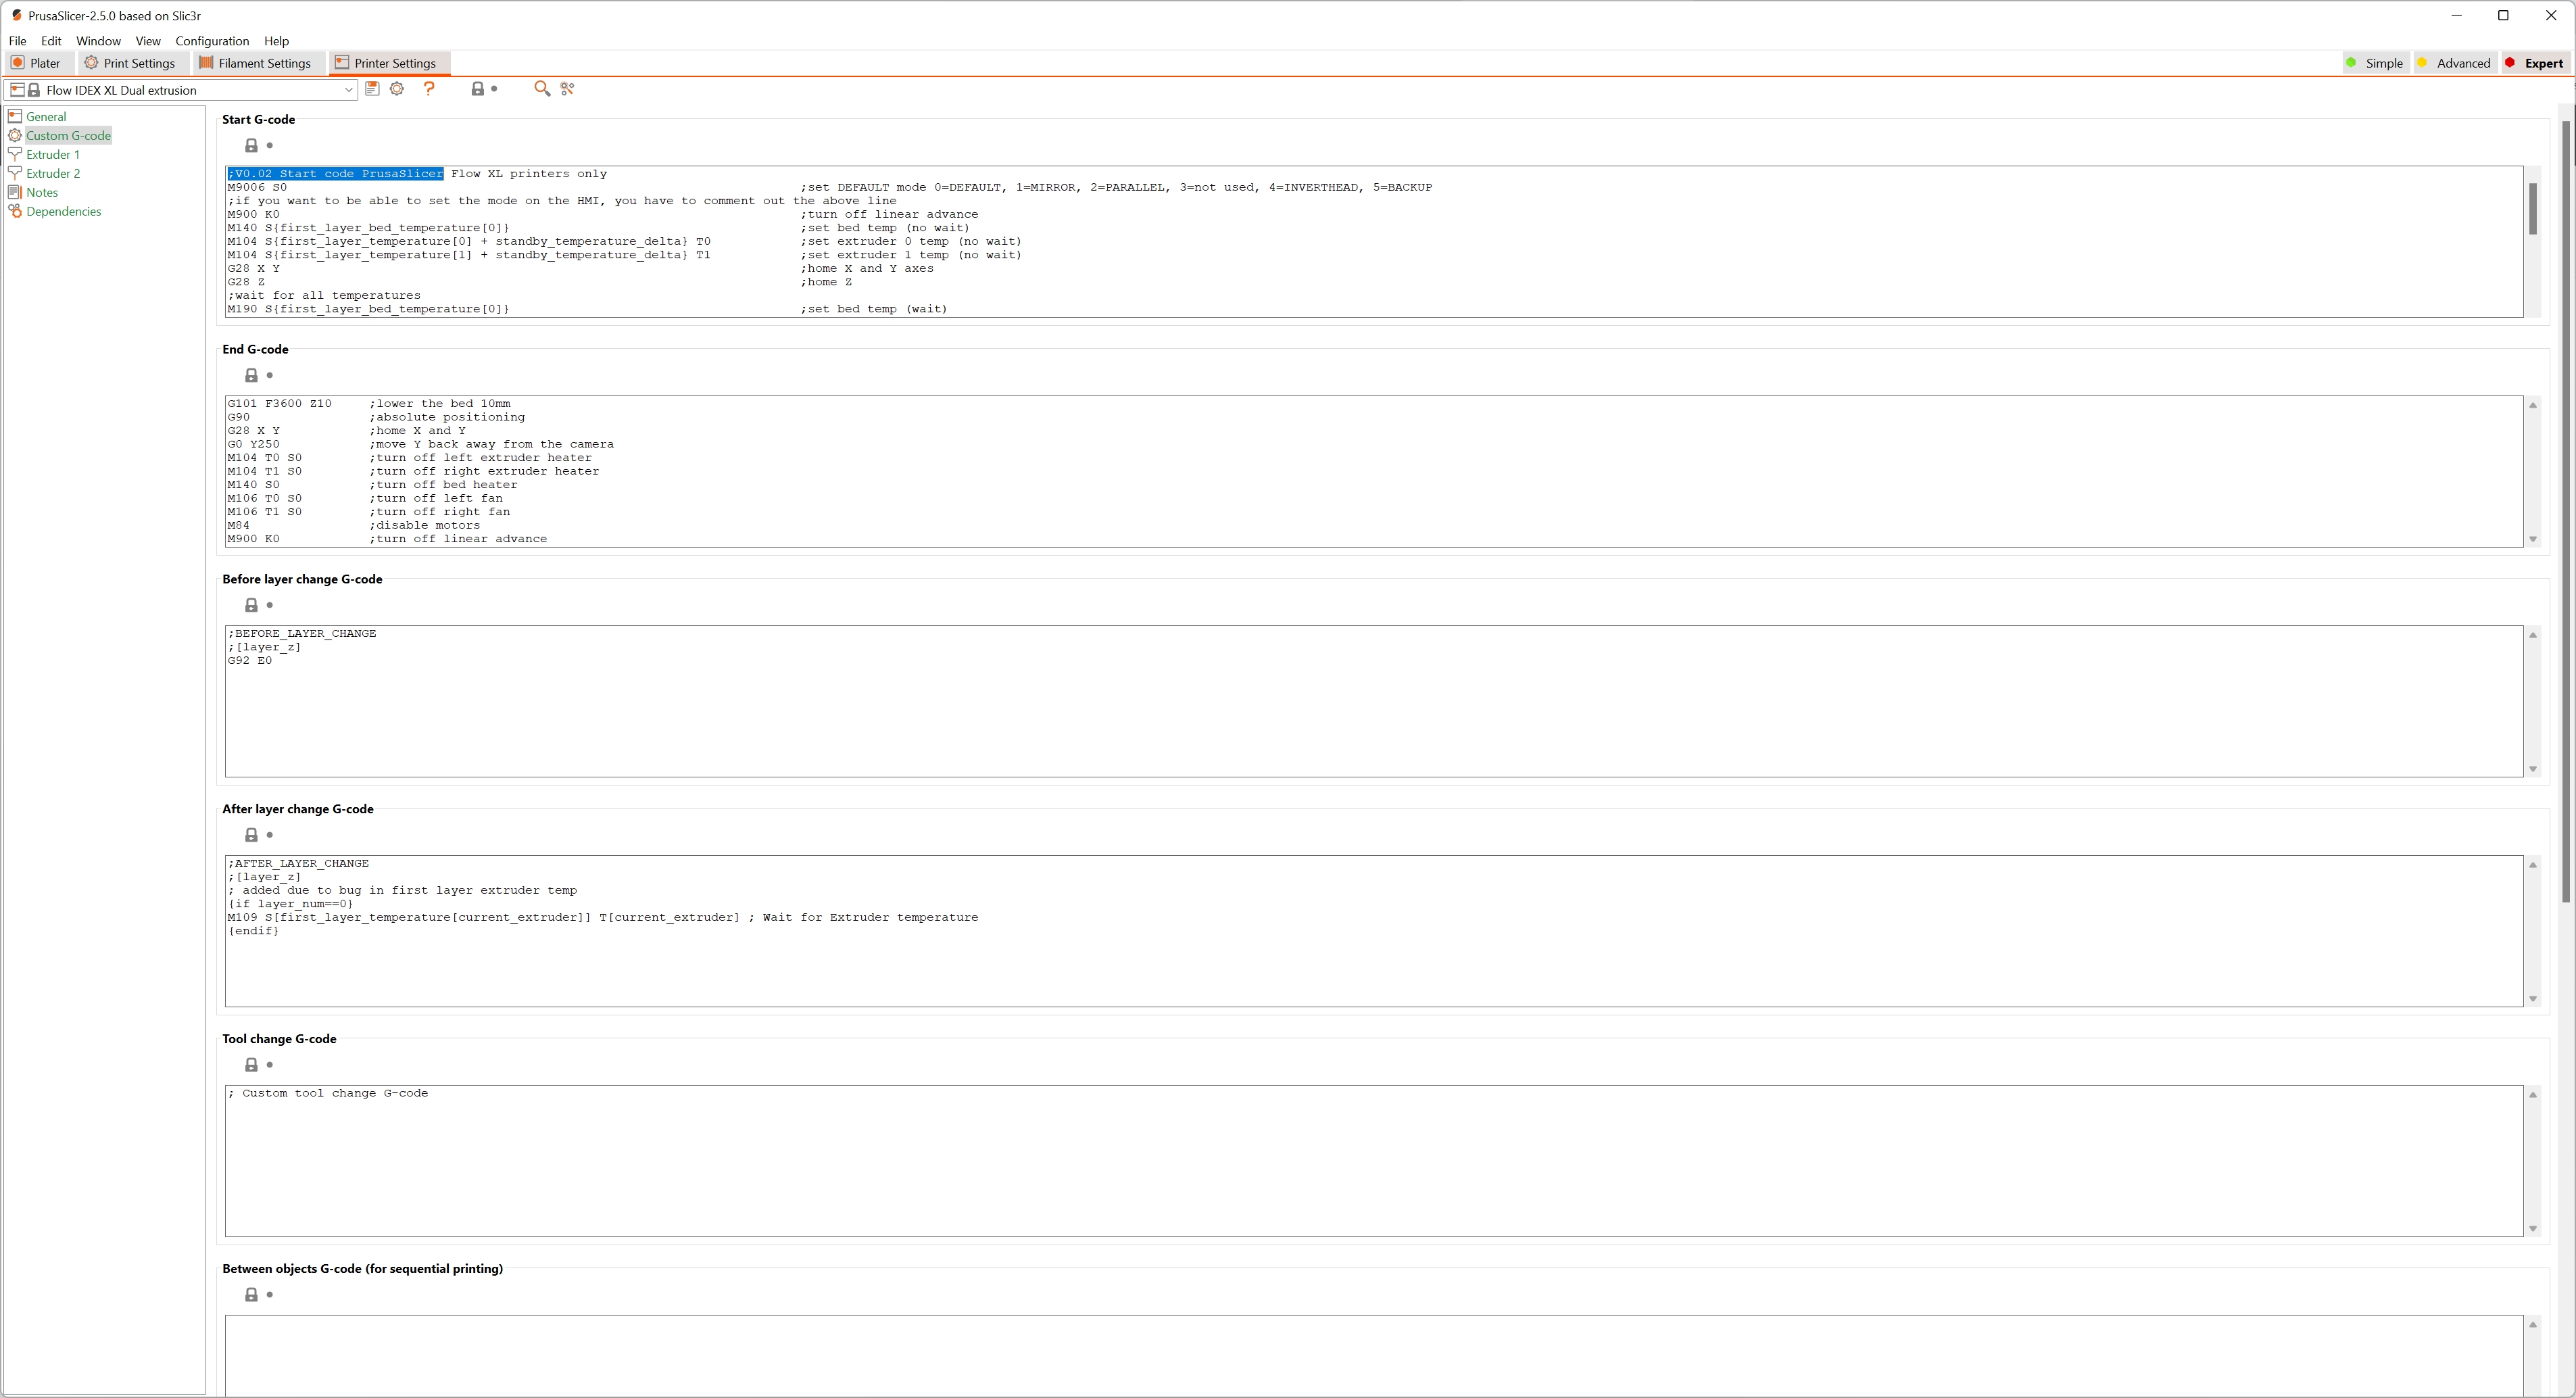 PrusaSlicer-2.5.0 based on Slic3r
File Edit Window View Configuration Help
Plater Print Settings Filament Settings Printer Settings Simple Advanced Expert
Flow IDEX XL Dual extrusion
General
Custom G-code
Extruder 1
Extruder 2
Notes
Dependencies
Start G-code
;V0.02 Start code PrusaSlicer Flow XL printers only
M9006 S0 ;set DEFAULT mode 0=DEFAULT, 1=MIRROR, 2=PARALLEL, 3=not used, 4=INVERTHEAD, 5=BACKUP
;if you want to be able to set the mode on the HMI, you have to comment out the above line
M900 K0 ;turn off linear advance
M140 S{first_layer_bed_temperature[0]} ;set bed temp (no wait)
M104 S{first_layer_temperature[0] + standby_temperature_delta} T0 ;set extruder 0 temp (no wait)
M104 S{first_layer_temperature[1] + standby_temperature_delta} T1 ;set extruder 1 temp (no wait)
G28 X Y ;home X and Y axes
G28 Z ;home Z
;wait for all temperatures
M190 S{first_layer_bed_temperature[0]} ;set bed temp (wait)
End G-code
G101 F3600 Z10 ;lower the bed 10mm
G90 ;absolute positioning
G28 X Y ;home X and Y
G0 Y250 ;move Y back away from the camera
M104 T0 S0 ;turn off left extruder heater
M104 T1 S0 ;turn off right extruder heater
M140 S0 ;turn off bed heater
M106 T0 S0 ;turn off left fan
M106 T1 S0 ;turn off right fan
M84 ;disable motors
M900 K0 ;turn off linear advance
Before layer change G-code
;BEFORE_LAYER_CHANGE
;[layer_z]
G92 E0
After layer change G-code
;AFTER_LAYER_CHANGE
;[layer_z]
; added due to bug in first layer extruder temp
{if layer_num==0}
M109 S[first_layer_temperature[current_extruder]] T[current_extruder] ; Wait for Extruder temperature
{endif}
Tool change G-code
; Custom tool change G-code
Between objects G-code (for sequential printing)